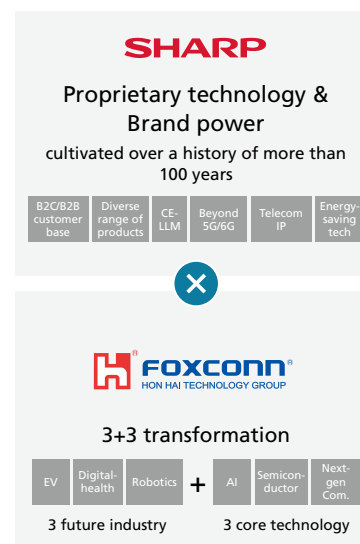 SHARP
Proprietary technology &
Brand power
cultivated over a history of more than
100 years
B2C/B2B
customer
base
Diverse
range of
products
CE-
LLM
Beyond
5G/6G
Telecom
IP
Energy-
saving
tech
×
®
FOXCONN®
HON HAI TECHNOLOGY GROUP
3+3 transformation
EV
Digital-
health
Robotics
+
AI
Semicon-
ductor
Next-
gen
Com.
3 future industry
3 core technology